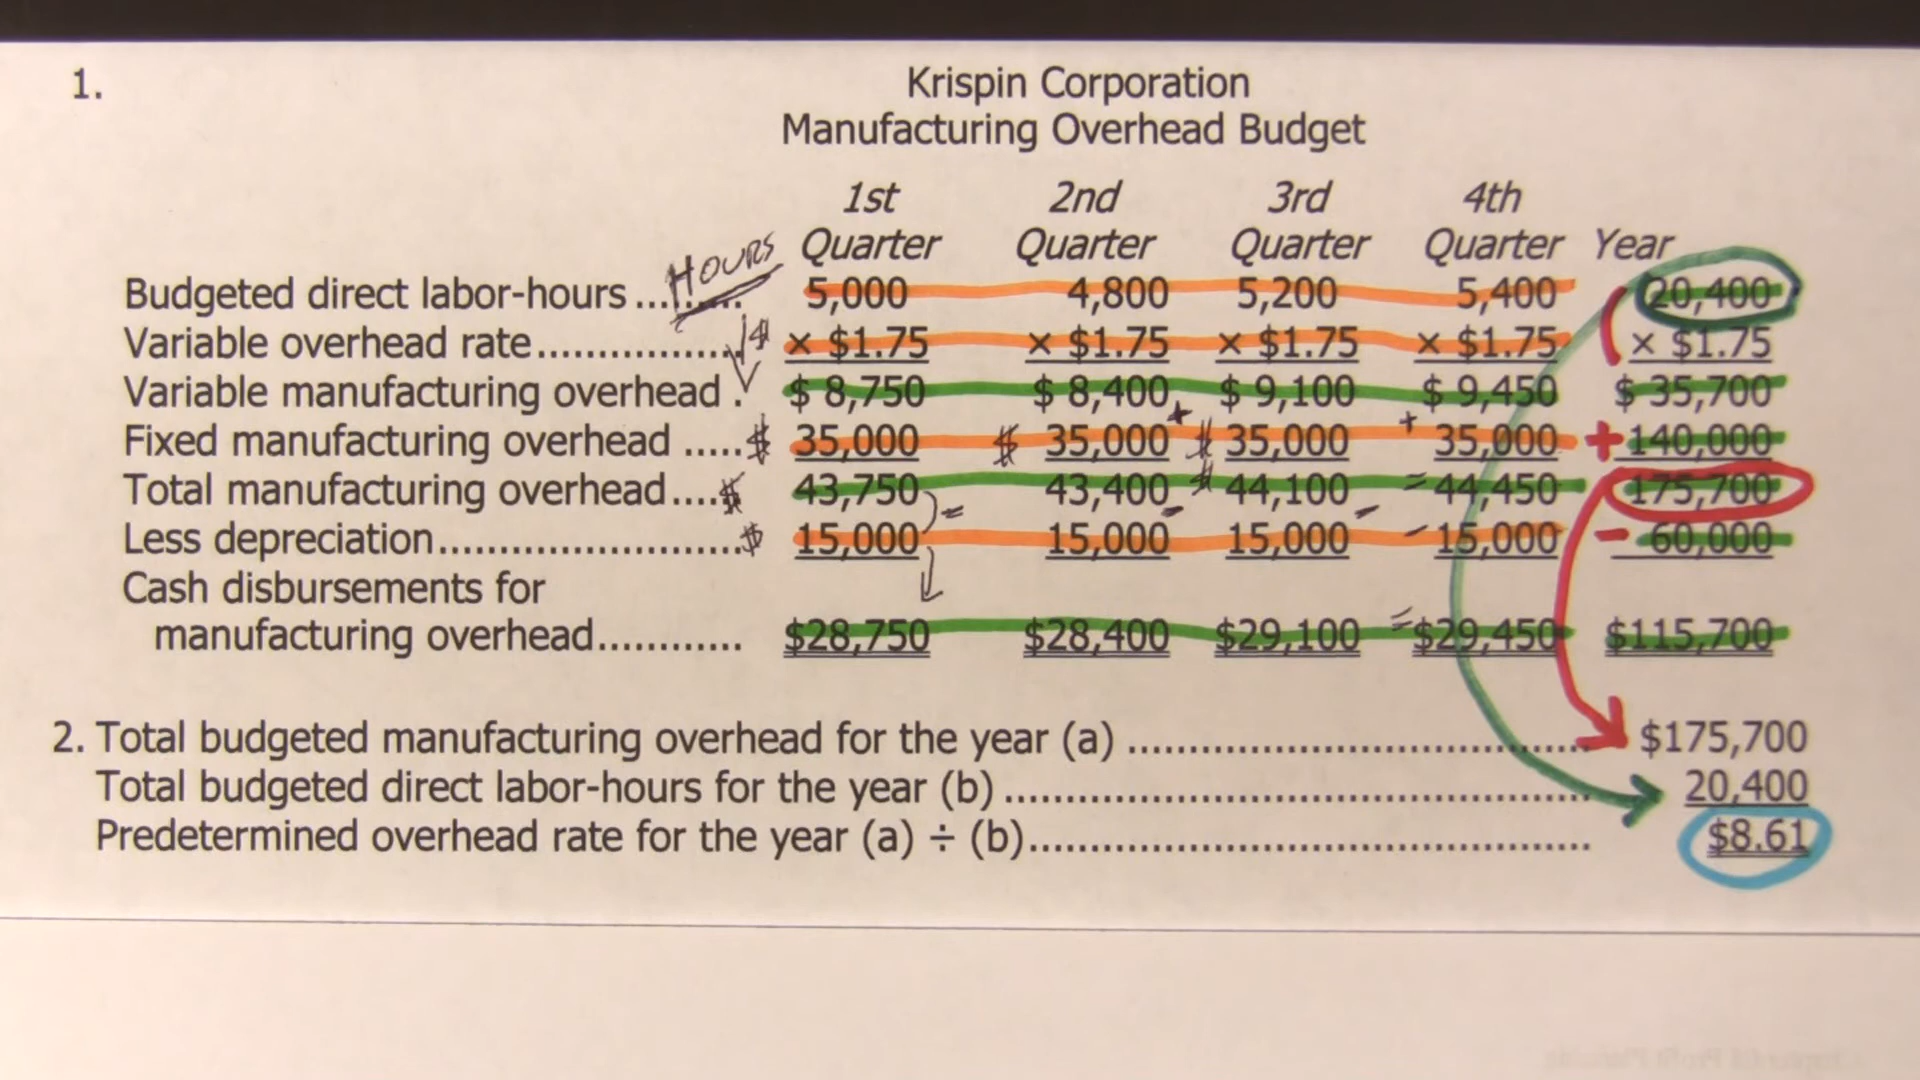 1.
Krispin Corporation
Manufacturing Overhead Budget
1st 2nd 3rd 4th
HOURS Quarter Quarter Quarter Quarter Year
Budgeted direct labor-hours ......... 5,000 4,800 5,200 5,400 20,400
Variable overhead rate................. $ × $1.75 × $1.75 × $1.75 × $1.75 × $1.75
Variable manufacturing overhead . $ 8,750 $ 8,400 $ 9,100 $ 9,450 $ 35,700
Fixed manufacturing overhead ..... $ 35,000 $ 35,000 + $ 35,000 + 35,000 + 140,000
Total manufacturing overhead.... $ 43,750 43,400 $ 44,100 = 44,450 175,700
Less depreciation........................ $ 15,000 - 15,000 - 15,000 - 15,000 - 60,000
Cash disbursements for
manufacturing overhead............ $28,750 $28,400 $29,100 = $29,450 $115,700
2. Total budgeted manufacturing overhead for the year (a) ..................................... $175,700
Total budgeted direct labor-hours for the year (b) ............................................... 20,400
Predetermined overhead rate for the year (a) ÷ (b)............................................. $8.61